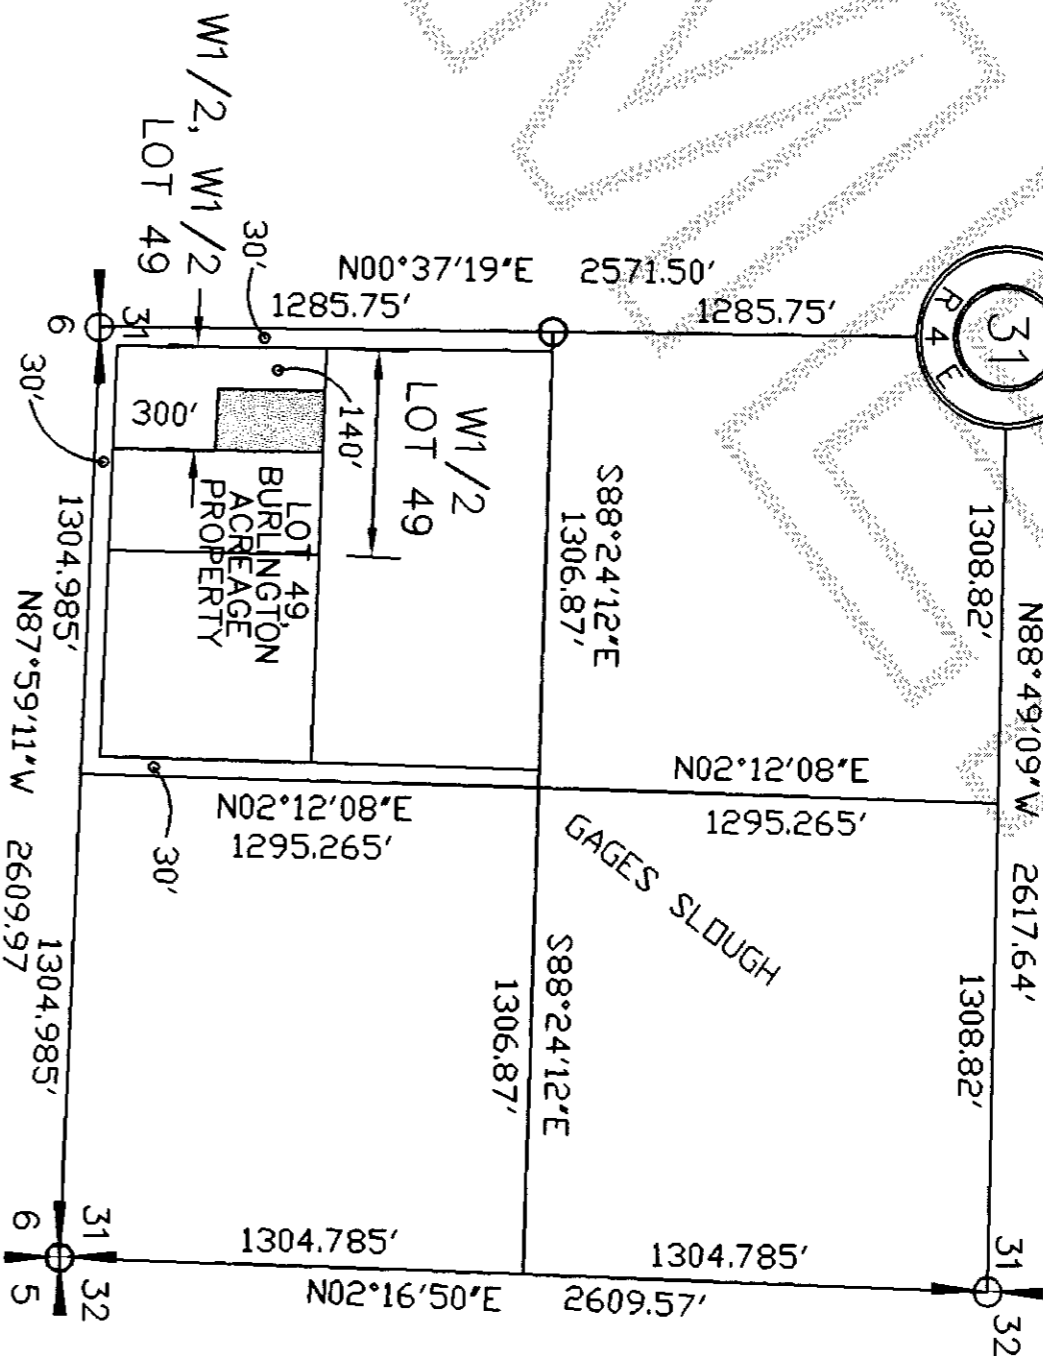 W1/2, W1/2
LOT 49
30'
N00°37'19"E 2571.50'
1285.75'
1285.75'
31
R 4 E
31
6
30'
300'
140'
W1/2
LOT 49
LOT 49,
BURLINGTON
ACREAGE
PROPERTY
S88°24'12"E
1306.87'
1308.82'
N88°49'09"W 2617.64'
1304.985'
N87°59'11"W 2609.97
N02°12'08"E
1295.265'
30'
N02°12'08"E
1295.265'
GAGES SLOUGH
S88°24'12"E
1306.87'
1308.82'
1304.985'
1304.785'
1304.785'
N02°16'50"E 2609.57'
31
32
6
5
31
32